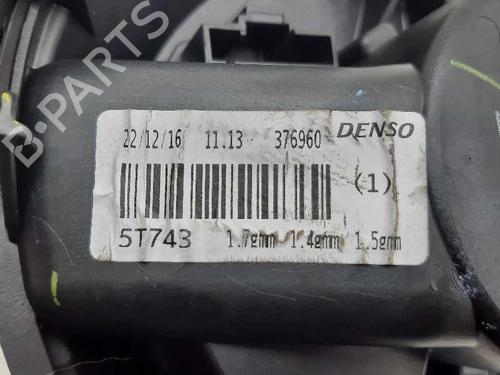 22/12/16 11.13 376960 DENSO
(1)
5T743 1.7gmm 1.4gmm 1.5gmm
B-PARTS